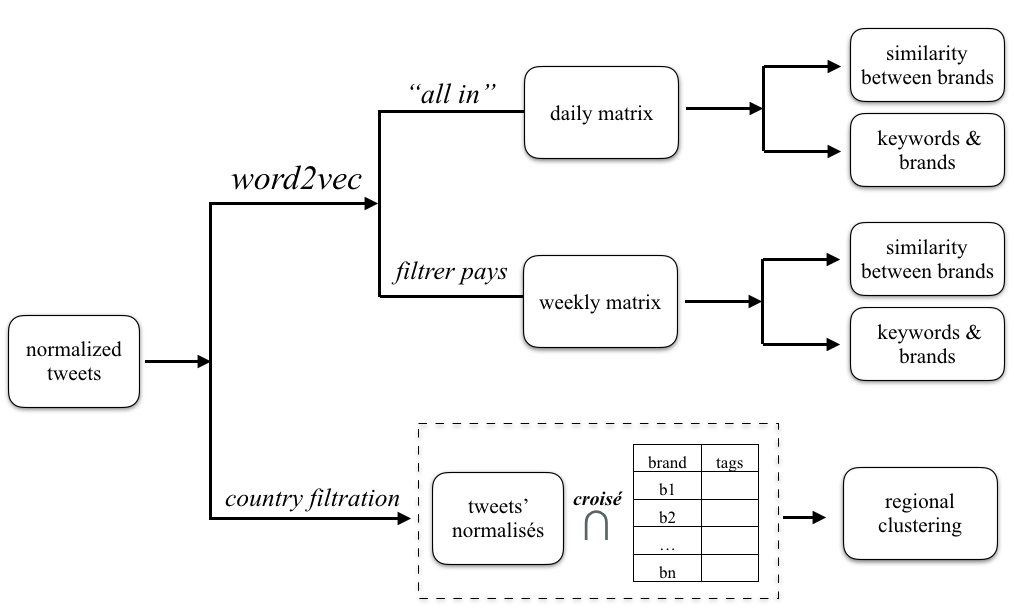 similarity
between brands
“all in”
daily matrix
keywords &
brands
word2vec
similarity
between brands
filtrer pays
weekly matrix
keywords &
brands
normalized
tweets
country filtration
tweets’
normalisés
croisé
∩
brand tags
b1
b2
...
bn
regional
clustering